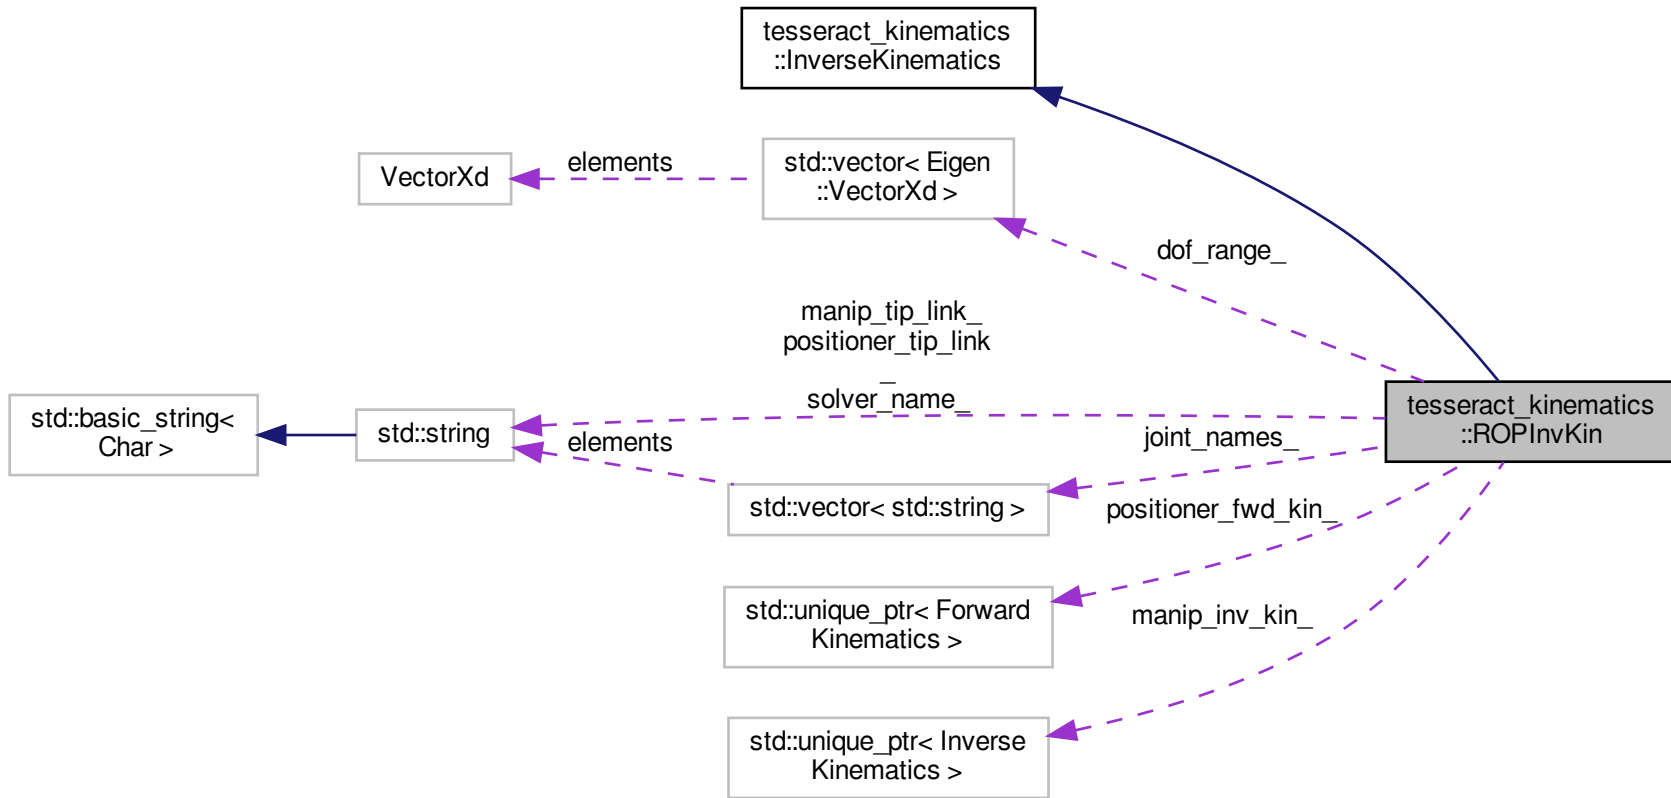 tesseract_kinematics
::InverseKinematics
VectorXd
elements
std::vector< Eigen
::VectorXd >
dof_range_
manip_tip_link_
positioner_tip_link
_
solver_name_
std::basic_string<
Char >
std::string
elements
joint_names_
tesseract_kinematics
::ROPInvKin
std::vector< std::string >
positioner_fwd_kin_
std::unique_ptr< Forward
Kinematics >
manip_inv_kin_
std::unique_ptr< Inverse
Kinematics >